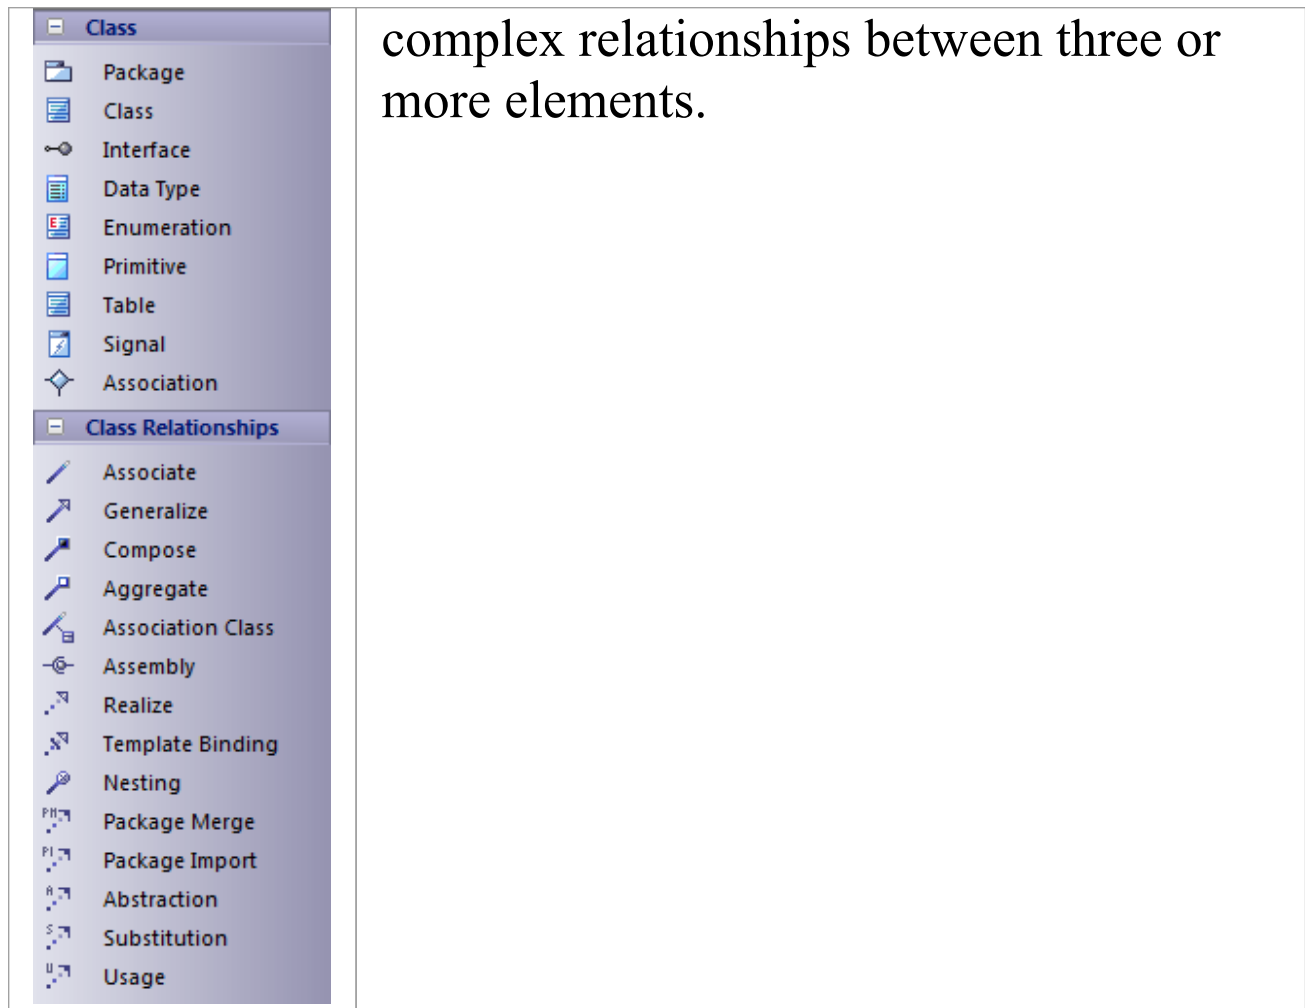 Class
Package
Class
Interface
Data Type
Enumeration
Primitive
Table
Signal
Association
Class Relationships
Associate
Generalize
Compose
Aggregate
Association Class
Assembly
Realize
Template Binding
Nesting
PM Package Merge
PI Package Import
A Abstraction
S Substitution
U Usage
complex relationships between three or
more elements.